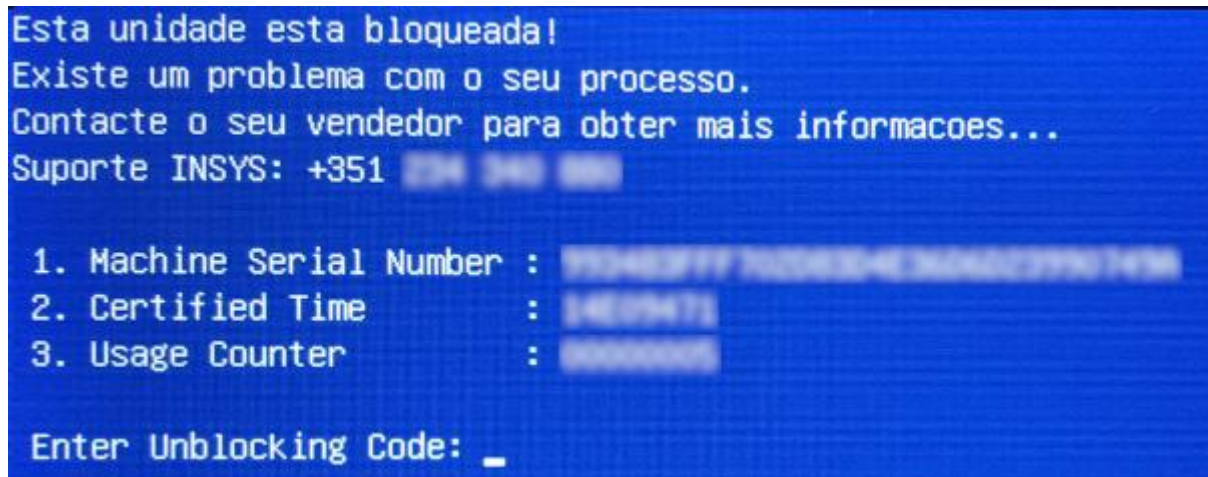 Esta unidade esta bloqueada!
Existe um problema com o seu processo.
Contacte o seu vendedor para obter mais informacoes...
Suporte INSYS: +351
1. Machine Serial Number :
2. Certified Time :
3. Usage Counter :
Enter Unblocking Code: _